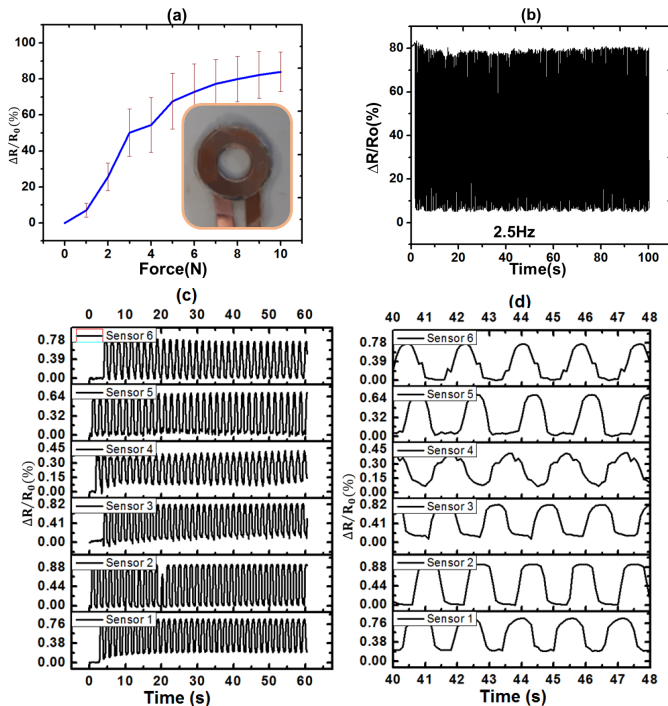 (a)
ΔR/R₀(%)
100
80
60
40
20
0
0 2 4 6 8 10
Force(N)
(b)
ΔR/Ro(%)
80
60
40
20
0
2.5Hz
0 20 40 60 80 100
Time(s)
(c)
0 10 20 30 40 50 60
ΔR/R₀(%)
Sensor 6
0.78
0.39
0.00
Sensor 5
0.64
0.32
0.00
Sensor 4
0.45
0.30
0.15
0.00
Sensor 3
0.82
0.41
0.00
Sensor 2
0.88
0.44
0.00
Sensor 1
0.76
0.38
0.00
0 10 20 30 40 50 60
Time (s)
(d)
40 41 42 43 44 45 46 47 48
ΔR/R₀(%)
Sensor 6
0.78
0.39
0.00
Sensor 5
0.64
0.32
0.00
Sensor 4
0.45
0.30
0.15
0.00
Sensor 3
0.82
0.41
0.00
Sensor 2
0.88
0.44
0.00
Sensor 1
0.76
0.38
0.00
40 41 42 43 44 45 46 47 48
Time (s)